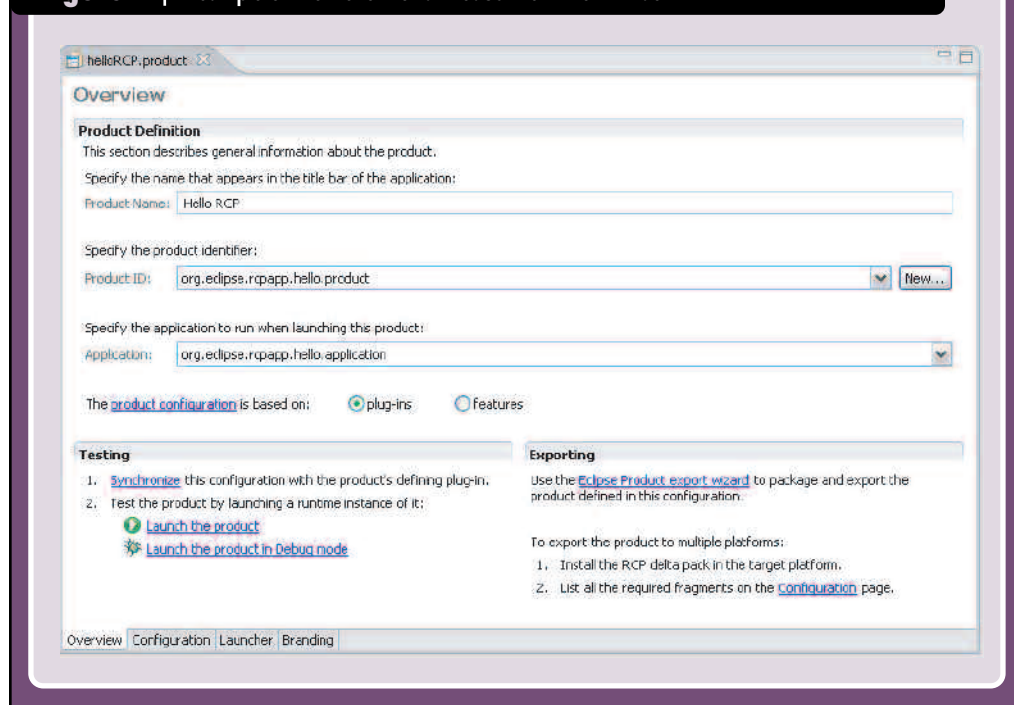 helloRCP.product
Overview
Product Definition
This section describes general information about the product.
Specify the name that appears in the title bar of the application:
Product Name: Hello RCP
Specify the product identifier:
Product ID: org.eclipse.rcpapp.hello.product New...
Specify the application to run when launching this product:
Application: org.eclipse.rcpapp.hello.application
The product configuration is based on: plug-ins features
Testing
1. Synchronize this configuration with the product's defining plug-in.
2. Test the product by launching a runtime instance of it:
Launch the product
Launch the product in Debug mode
Exporting
Use the Eclipse Product export wizard to package and export the
product defined in this configuration.
To export the product to multiple platforms:
1. Install the RCP delta pack in the target platform.
2. List all the required fragments on the Configuration page.
Overview Configuration Launcher Branding